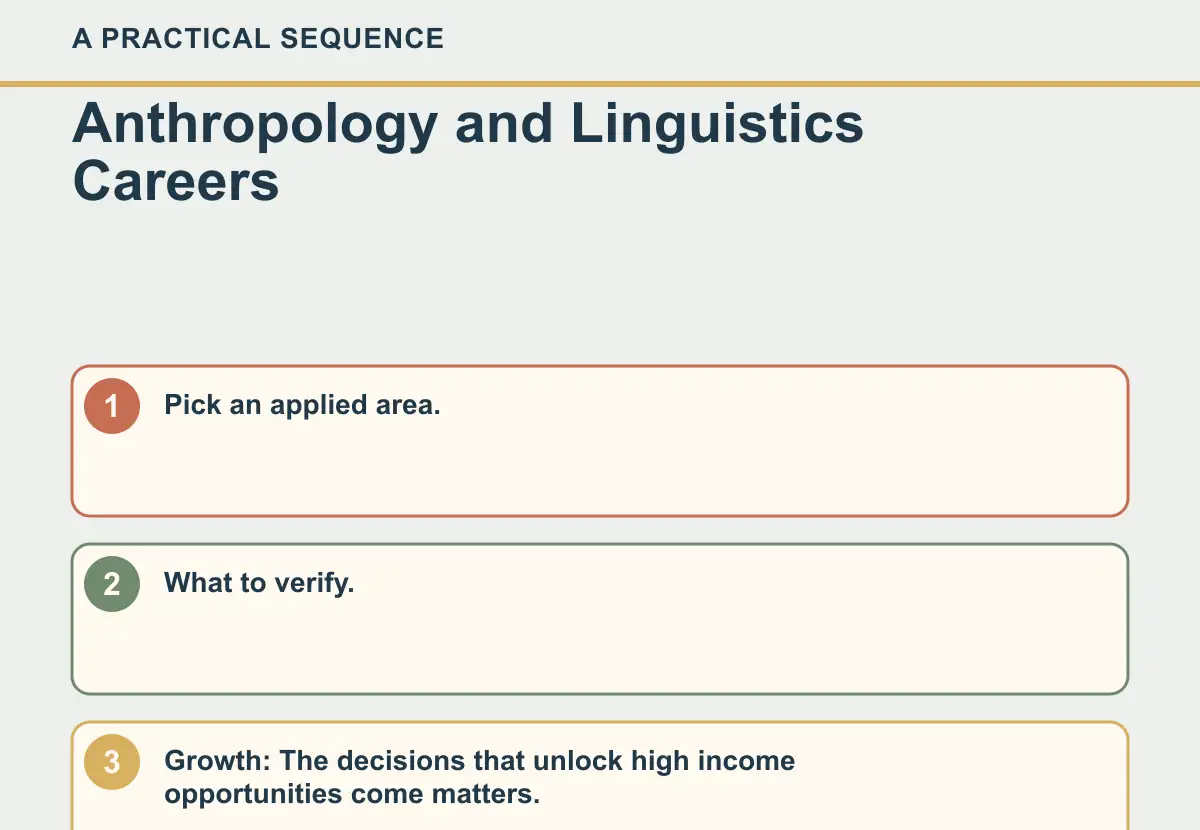 A PRACTICAL SEQUENCE
Anthropology and Linguistics
Careers
1
Pick an applied area.
2
What to verify.
3
Growth: The decisions that unlock high income
opportunities come matters.